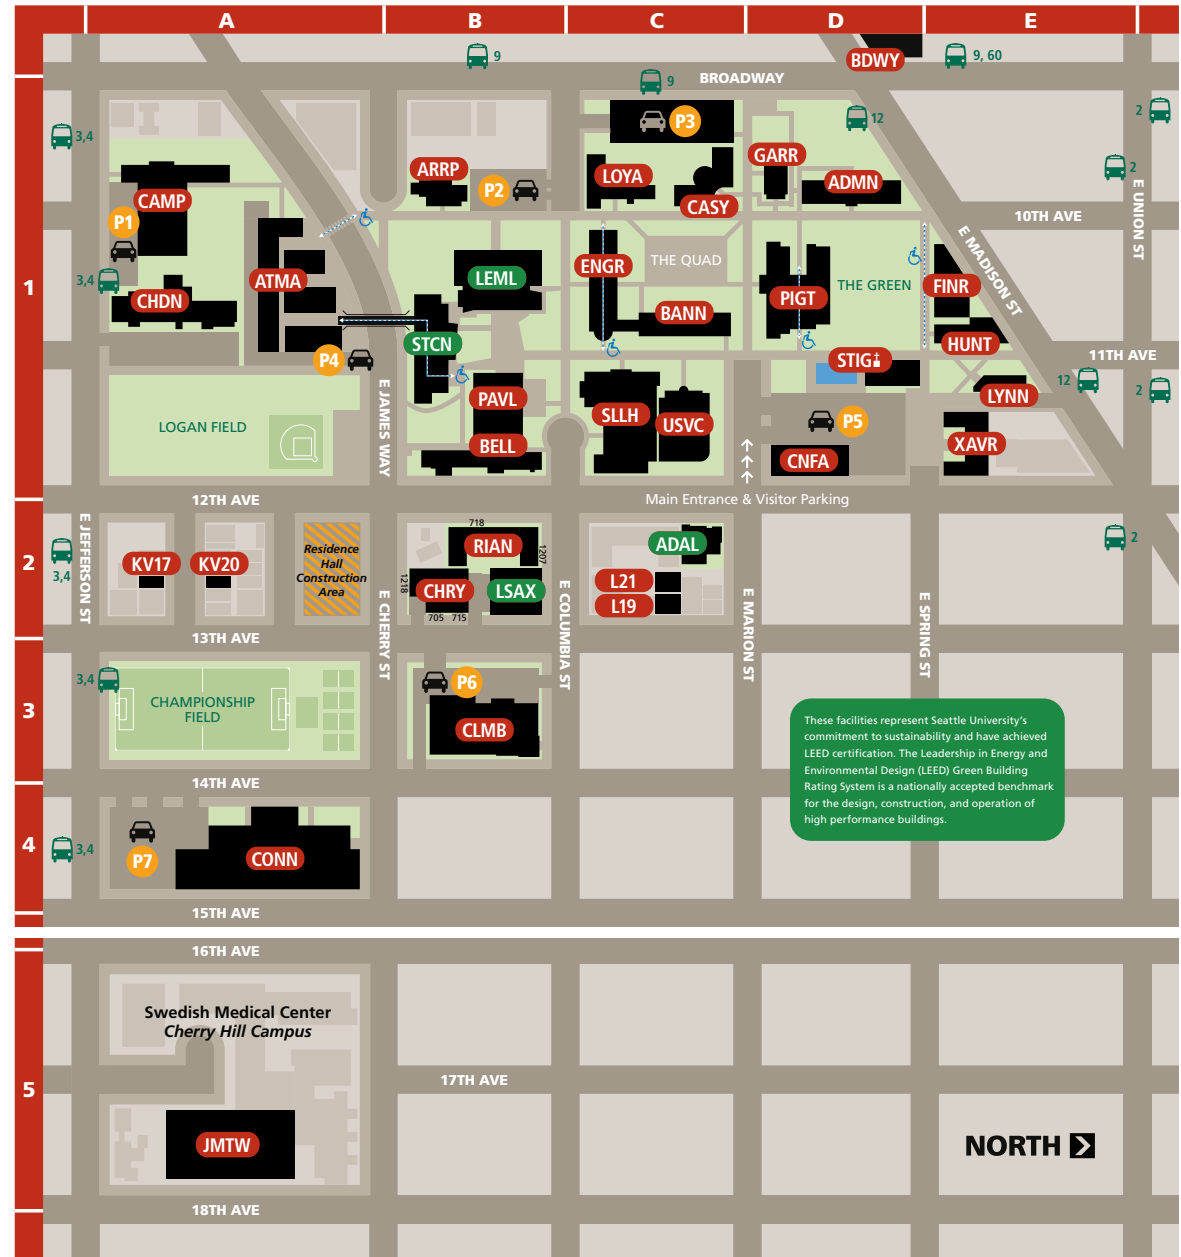 A
B
C
D
E
1
2
3
4
5
9
9
9, 60
12
3,4
3,4
2
2
BROADWAY
BDWY
P3
GARR
ARRP
P2
LOYA
CASY
ADMN
CAMP
P1
10TH AVE
E UNION ST
E MADISON ST
ATMA
CHDN
LEML
ENGR
THE QUAD
BANN
PIGT
THE GREEN
FINR
STCN
HUNT
P4
STIG
11TH AVE
E JAMES WAY
PAVL
SLLH
USVC
P5
LYNN
12
2
LOGAN FIELD
BELL
CNFA
XAVR
12TH AVE
Main Entrance & Visitor Parking
E JEFFERSON ST
3,4
KV17
KV20
Residence
Hall
Construction
Area
E CHERRY ST
718
RIAN
1207
1218
CHRY
LSAX
705
715
E COLUMBIA ST
ADAL
L21
L19
E MARION ST
E SPRING ST
2
13TH AVE
3,4
CHAMPIONSHIP
FIELD
P6
CLMB
These facilities represent Seattle University's
commitment to sustainability and have achieved
LEED certification. The Leadership in Energy and
Environmental Design (LEED) Green Building
Rating System is a nationally accepted benchmark
for the design, construction, and operation of
high performance buildings.
14TH AVE
3,4
P7
CONN
15TH AVE
16TH AVE
Swedish Medical Center
Cherry Hill Campus
17TH AVE
JMTW
NORTH
18TH AVE